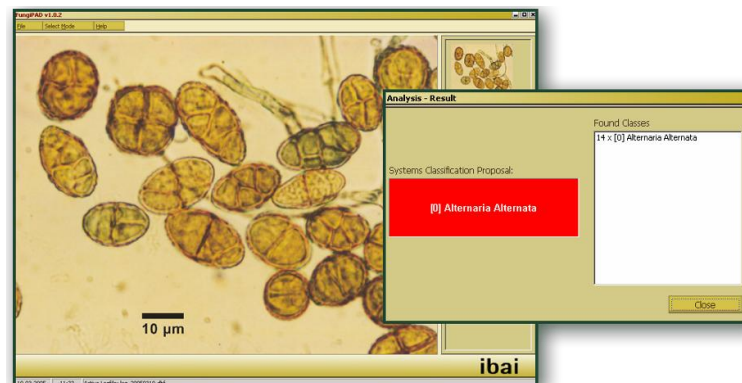 FungiPAD v1.0.2
File Select Mode Help
Analysis - Result
Found Classes
14 x [0] Alternaria Alternata
Systems Classification Proposal:
[0] Alternaria Alternata
Close
10 µm
ibai